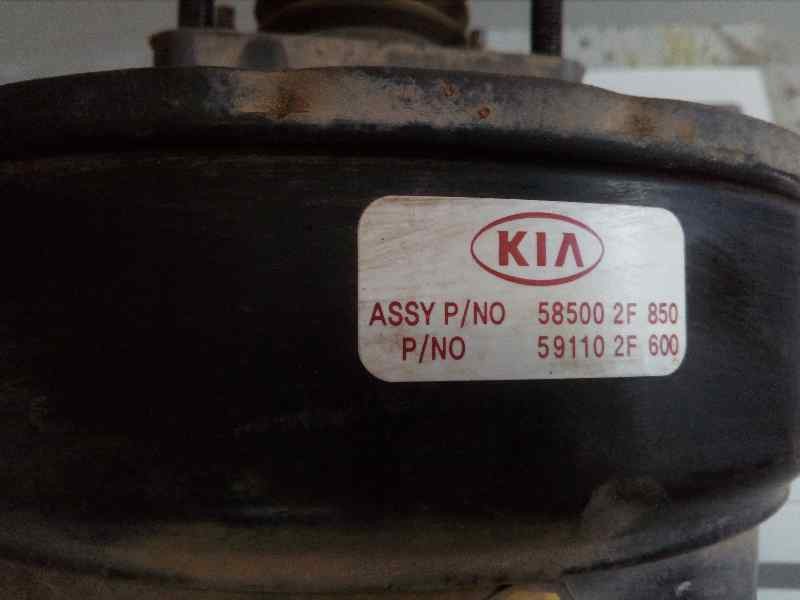 KIA
ASSY P/NO 58500 2F 850
P/NO 59110 2F 600